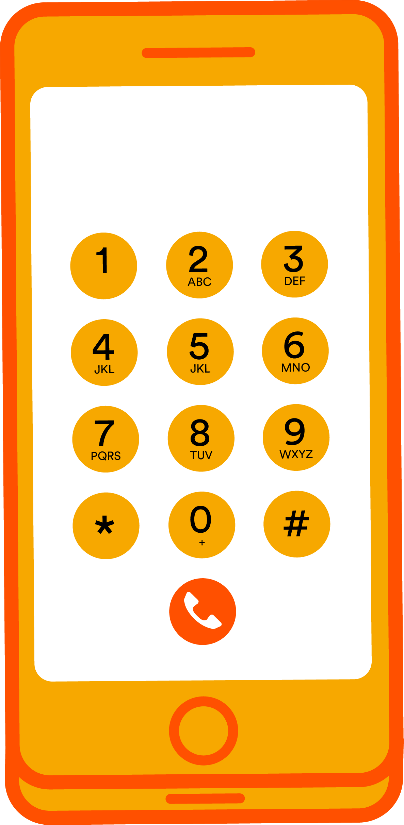 1 2 3
ABC DEF
4 5 6
JKL JKL MNO
7 8 9
PQRS TUV WXYZ
* 0 #
+